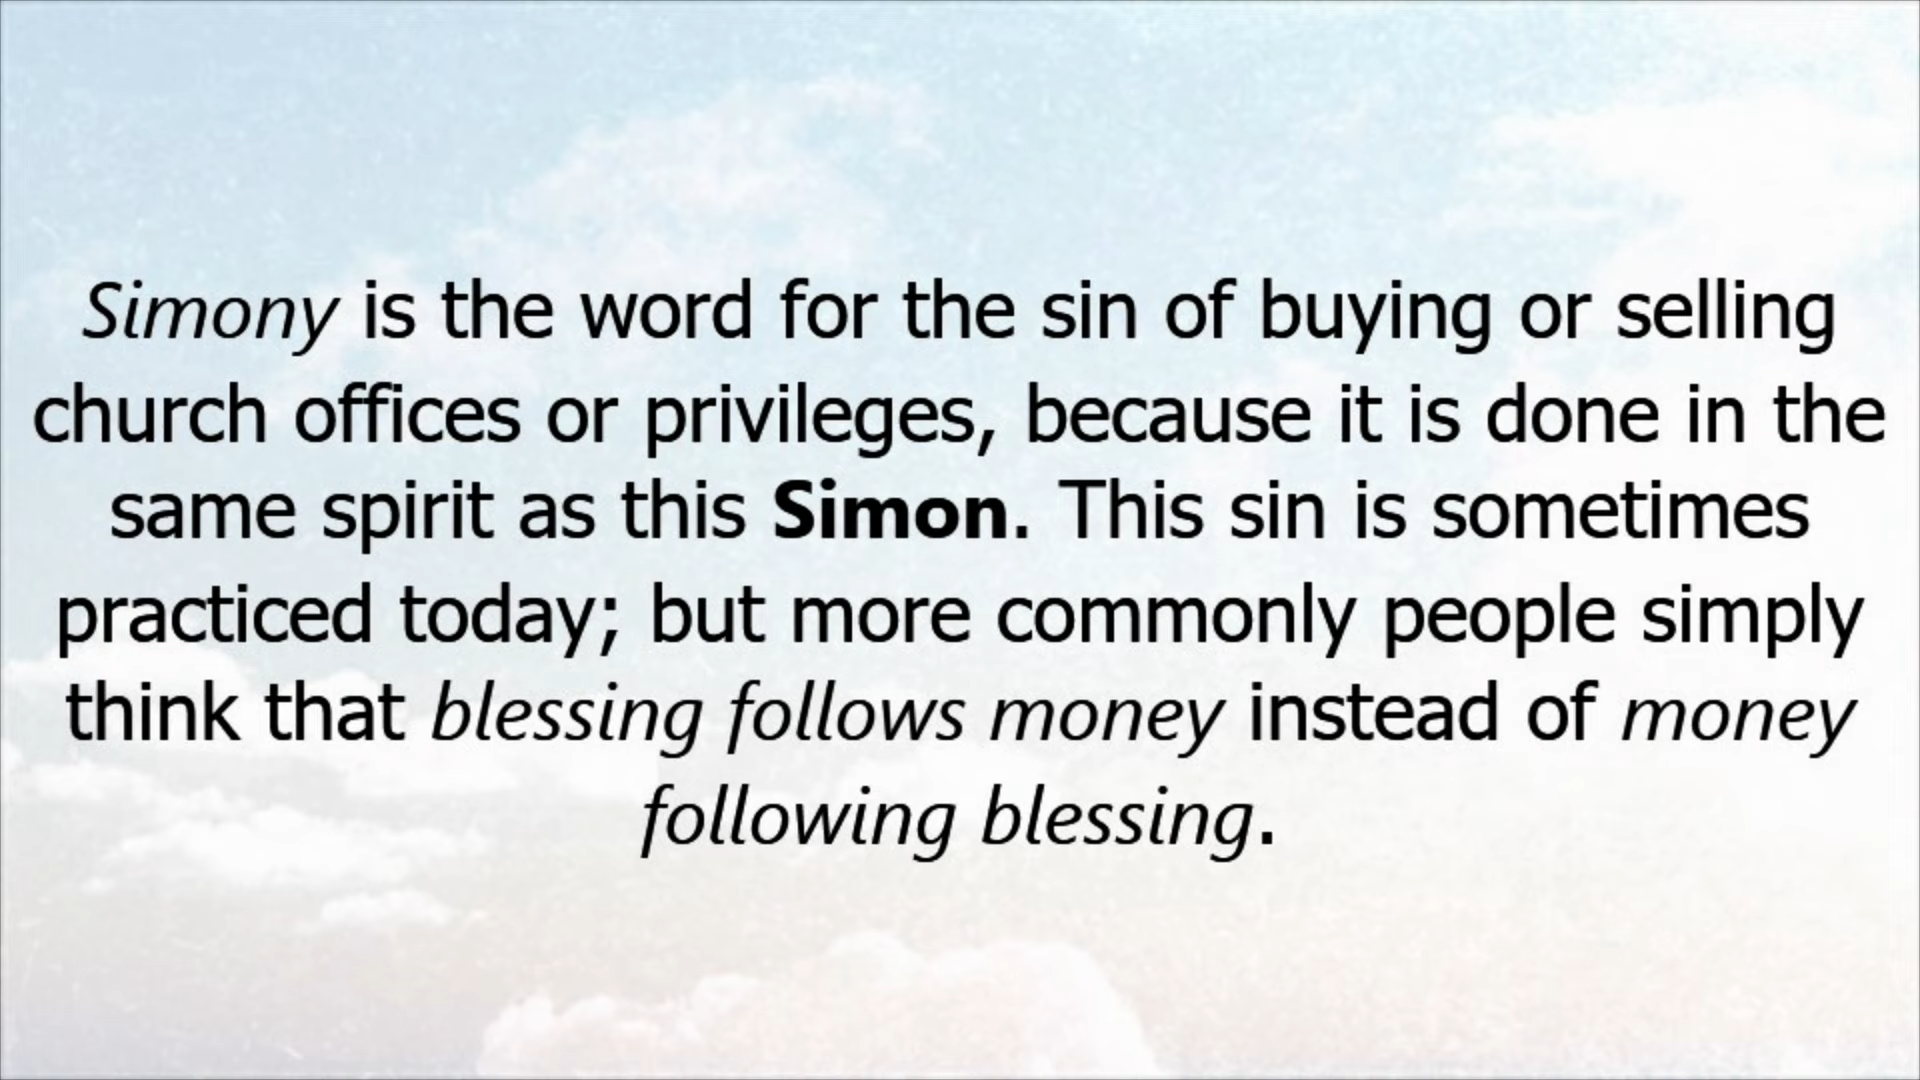 Simony is the word for the sin of buying or selling
church offices or privileges, because it is done in the
same spirit as this Simon. This sin is sometimes
practiced today; but more commonly people simply
think that blessing follows money instead of money
following blessing.